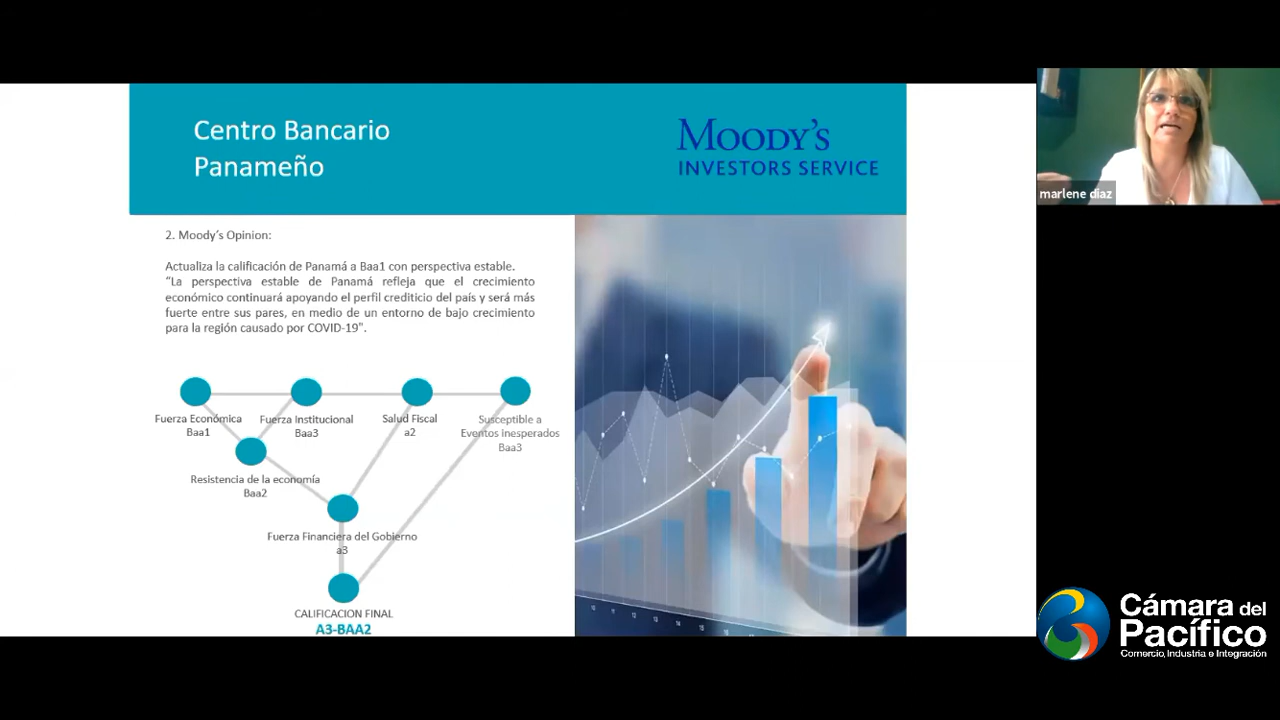 Centro Bancario
Panameño
MOODY'S
INVESTORS SERVICE
2. Moody's Opinion:
Actualiza la calificación de Panamá a Baa1 con perspectiva estable.
"La perspectiva estable de Panamá refleja que el crecimiento
económico continuará apoyando el perfil crediticio del país y será más
fuerte entre sus pares, en medio de un entorno de bajo crecimiento
para la región causado por COVID-19".
Fuerza Económica
Baa1
Fuerza Institucional
Baa3
Salud Fiscal
a2
Susceptible a
Eventos inesperados
Baa3
Resistencia de la economía
Baa2
Fuerza Financiera del Gobierno
a3
CALIFICACION FINAL
A3-BAA2
marlene diaz
Cámara del
Pacífico
Comercio, Industria e Integración